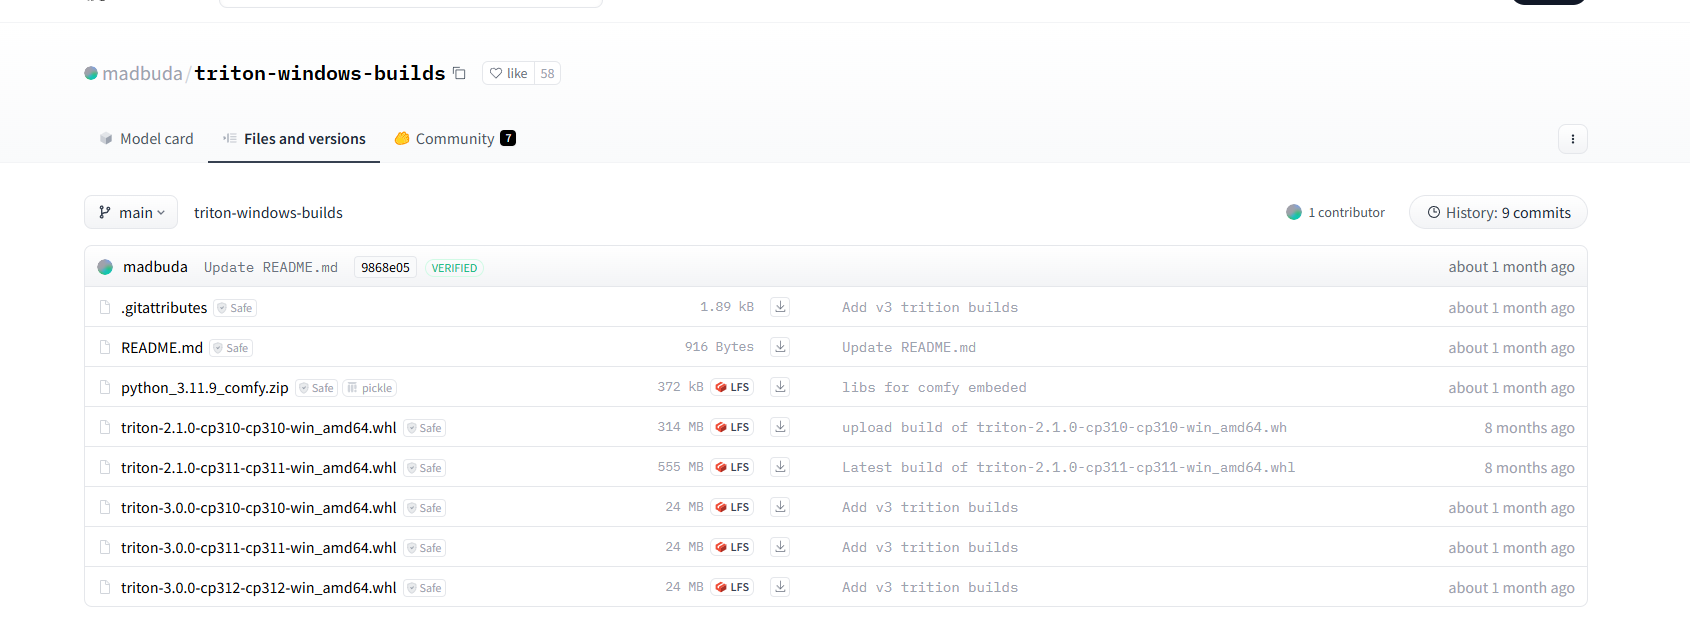 madbuda/triton-windows-builds like 58
Model card Files and versions Community 7
main triton-windows-builds 1 contributor History: 9 commits
madbuda Update README.md 9868e05 VERIFIED about 1 month ago
.gitattributes Safe 1.89 kB Add v3 trition builds about 1 month ago
README.md Safe 916 Bytes Update README.md about 1 month ago
python_3.11.9_comfy.zip Safe pickle 372 kB LFS libs for comfy embeded about 1 month ago
triton-2.1.0-cp310-cp310-win_amd64.whl Safe 314 MB LFS upload build of triton-2.1.0-cp310-cp310-win_amd64.wh 8 months ago
triton-2.1.0-cp311-cp311-win_amd64.whl Safe 555 MB LFS Latest build of triton-2.1.0-cp311-cp311-win_amd64.whl 8 months ago
triton-3.0.0-cp310-cp310-win_amd64.whl Safe 24 MB LFS Add v3 trition builds about 1 month ago
triton-3.0.0-cp311-cp311-win_amd64.whl Safe 24 MB LFS Add v3 trition builds about 1 month ago
triton-3.0.0-cp312-cp312-win_amd64.whl Safe 24 MB LFS Add v3 trition builds about 1 month ago